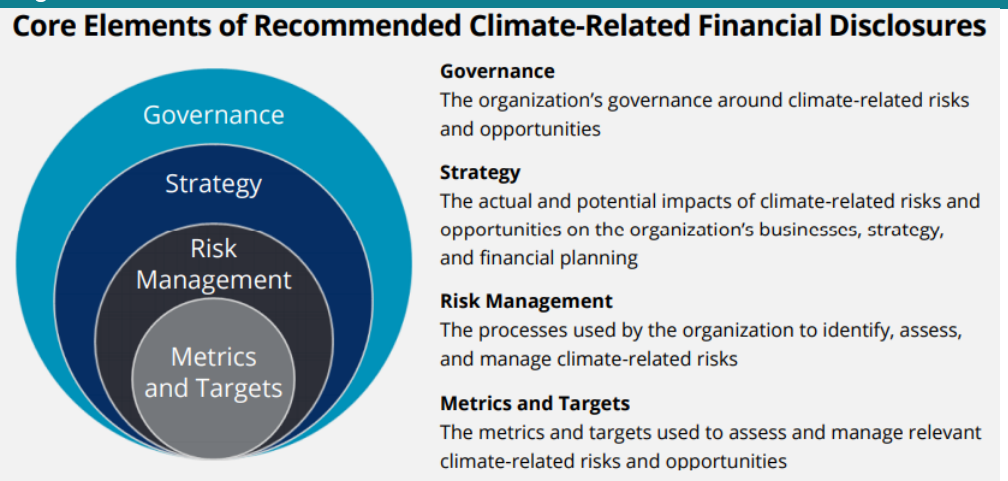 Core Elements of Recommended Climate-Related Financial Disclosures
Governance
Strategy
Risk
Management
Metrics
and Targets
Governance
The organization’s governance around climate-related risks
and opportunities
Strategy
The actual and potential impacts of climate-related risks and
opportunities on the organization’s businesses, strategy,
and financial planning
Risk Management
The processes used by the organization to identify, assess,
and manage climate-related risks
Metrics and Targets
The metrics and targets used to assess and manage relevant
climate-related risks and opportunities